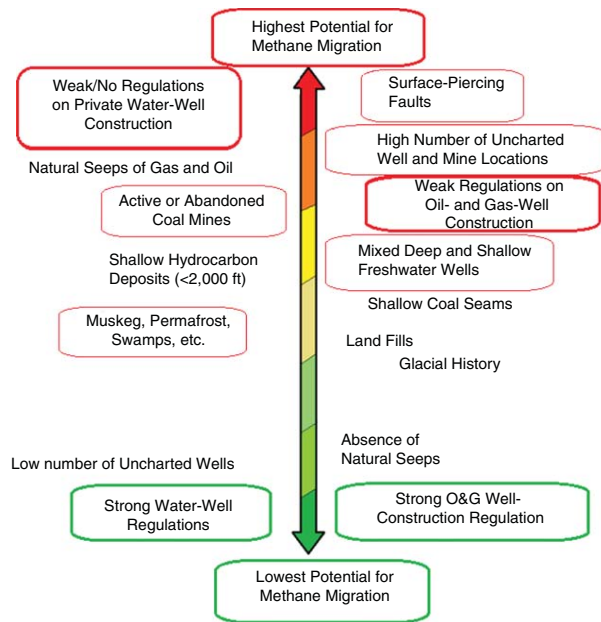 Highest Potential for
Methane Migration
Weak/No Regulations
on Private Water-Well
Construction
Surface-Piercing
Faults
High Number of Uncharted
Well and Mine Locations
Natural Seeps of Gas and Oil
Weak Regulations on
Oil- and Gas-Well
Construction
Active or Abandoned
Coal Mines
Mixed Deep and Shallow
Freshwater Wells
Shallow Hydrocarbon
Deposits (<2,000 ft)
Shallow Coal Seams
Muskeg, Permafrost,
Swamps, etc.
Land Fills
Glacial History
Absence of
Natural Seeps
Low number of Uncharted Wells
Strong Water-Well
Regulations
Strong O&G Well-
Construction Regulation
Lowest Potential for
Methane Migration